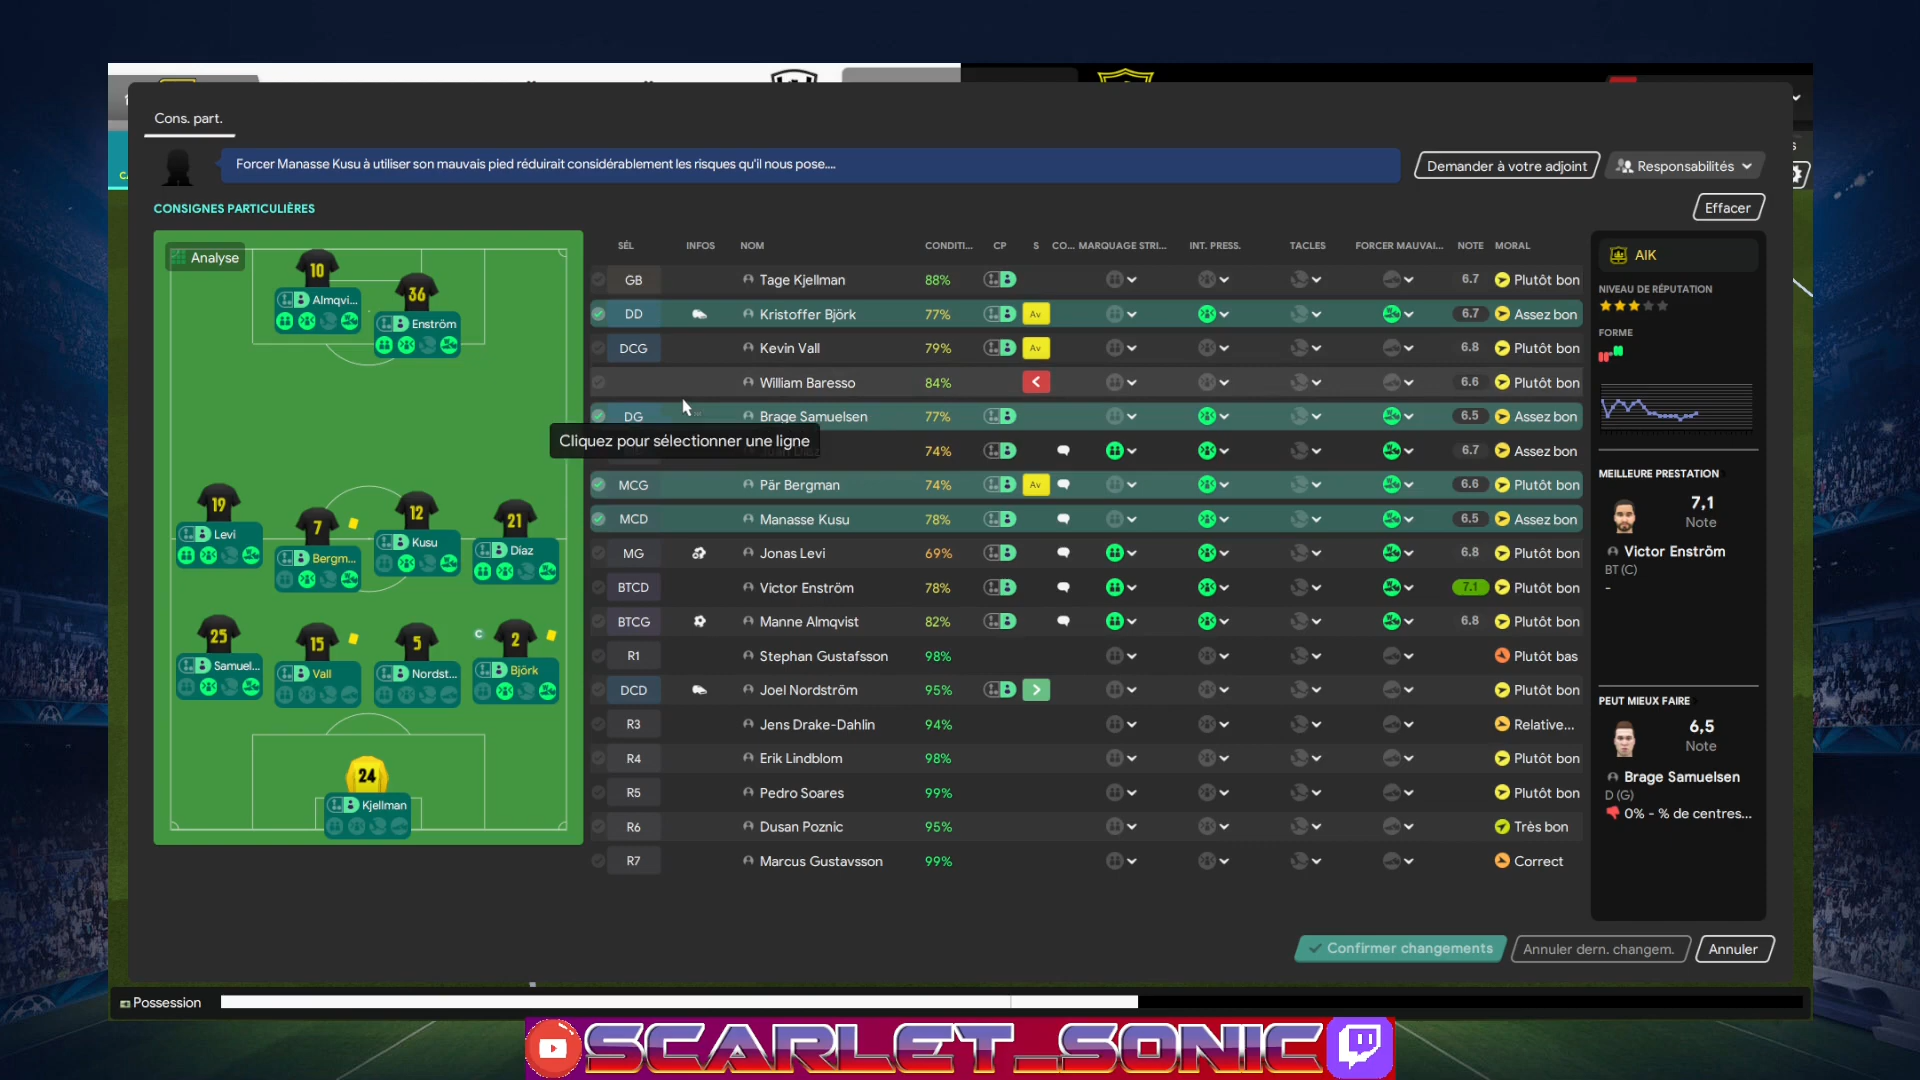 Cons. part.
Forcer Manasse Kusu à utiliser son mauvais pied réduirait considérablement les risques qu'il nous pose....
Demander à votre adjoint
Responsabilités
CONSIGNES PARTICULIÈRES
Effacer
Analyse
10
Almqvi...
36
Enström
19
Levi
7
Bergm...
12
Kusu
21
Díaz
25
Samuel...
15
Vall
5
Nordst...
C
2
Björk
24
Kjellman
SÉL INFOS NOM CONDITI... CP S CO... MARQUAGE STRI... INT. PRESS. TACLES FORCER MAUVAI... NOTE MORAL
GB Tage Kjellman 88% 6.7 Plutôt bon
DD Kristoffer Björk 77% Av 6.7 Assez bon
DCG Kevin Vall 79% Av 6.8 Plutôt bon
William Baresso 84% 6.6 Plutôt bon
DG Brage Samuelsen 77% 6.5 Assez bon
Cliquez pour sélectionner une ligne
74% 6.7 Assez bon
MCG Pär Bergman 74% Av 6.6 Plutôt bon
MCD Manasse Kusu 78% 6.5 Assez bon
MG Jonas Levi 69% 6.8 Plutôt bon
BTCD Victor Enström 78% 7.1 Plutôt bon
BTCG Manne Almqvist 82% 6.8 Plutôt bon
R1 Stephan Gustafsson 98% Plutôt bas
DCD Joel Nordström 95% Plutôt bon
R3 Jens Drake-Dahlin 94% Relative...
R4 Erik Lindblom 98% Plutôt bon
R5 Pedro Soares 99% Plutôt bon
R6 Dusan Poznic 95% Très bon
R7 Marcus Gustavsson 99% Correct
AIK
NIVEAU DE RÉPUTATION
FORME
MEILLEURE PRESTATION
7,1
Note
Victor Enström
BT (C)
-
PEUT MIEUX FAIRE
6,5
Note
Brage Samuelsen
D (G)
0% - % de centres...
Confirmer changements
Annuler dern. changem.
Annuler
Possession
SCARLET_SONIC